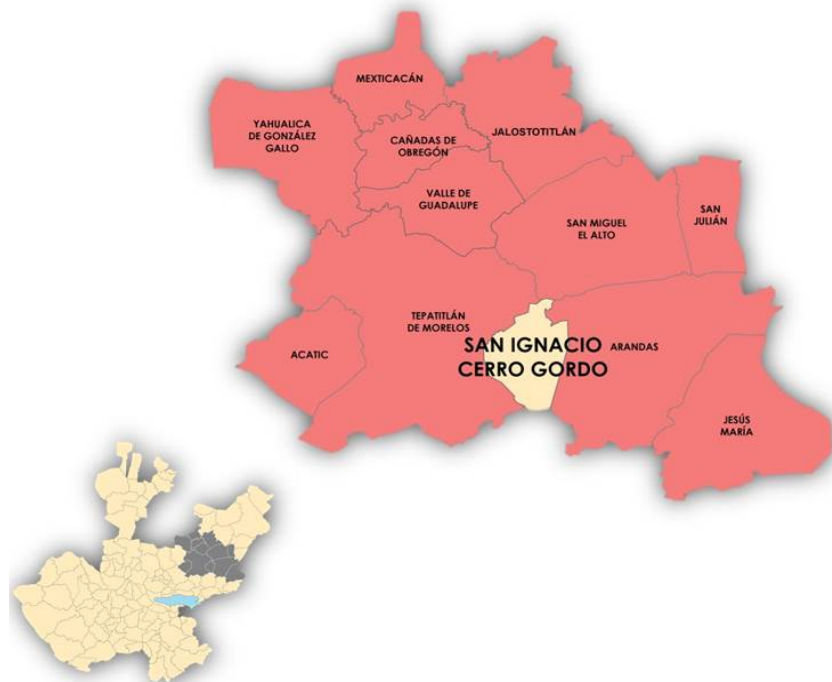 MEXTICACÁN
YAHUALICA
DE GONZÁLEZ
GALLO
CAÑADAS DE
OBREGÓN
JALOSTOTITLÁN
VALLE DE
GUADALUPE
SAN MIGUEL
EL ALTO
SAN
JULIÁN
TEPATITLÁN
DE MORELOS
ACATIC
SAN IGNACIO
CERRO GORDO
ARANDAS
JESÚS
MARÍA